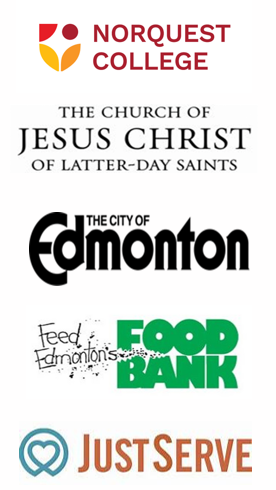 NORQUEST
COLLEGE
THE CHURCH OF
JESUS CHRIST
OF LATTER-DAY SAINTS
THE CITY OF
Edmonton
Feed
Edmonton's
FOOD
BANK
JUSTSERVE